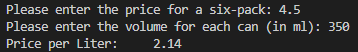 Please enter the price for a six-pack: 4.5
Please enter the volume for each can (in ml): 350
Price per Liter:     2.14